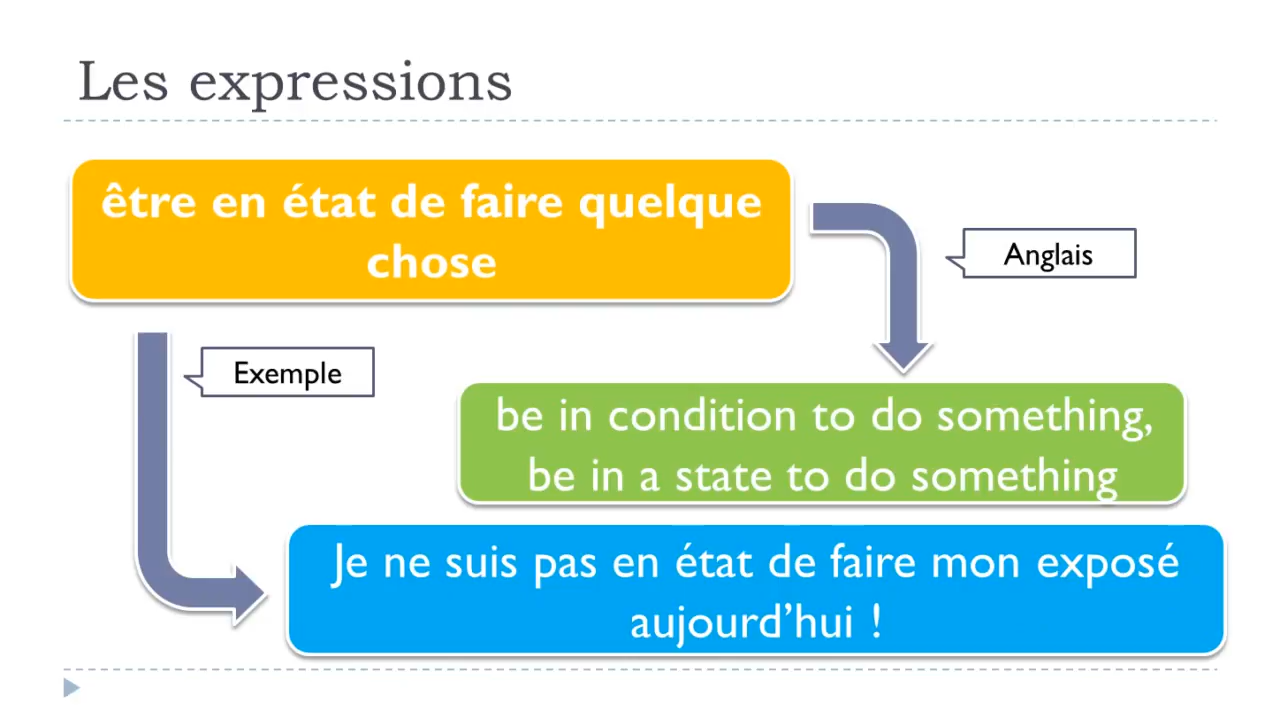 Les expressions
être en état de faire quelque
chose
Anglais
Exemple
be in condition to do something,
be in a state to do something
Je ne suis pas en état de faire mon exposé
aujourd’hui !